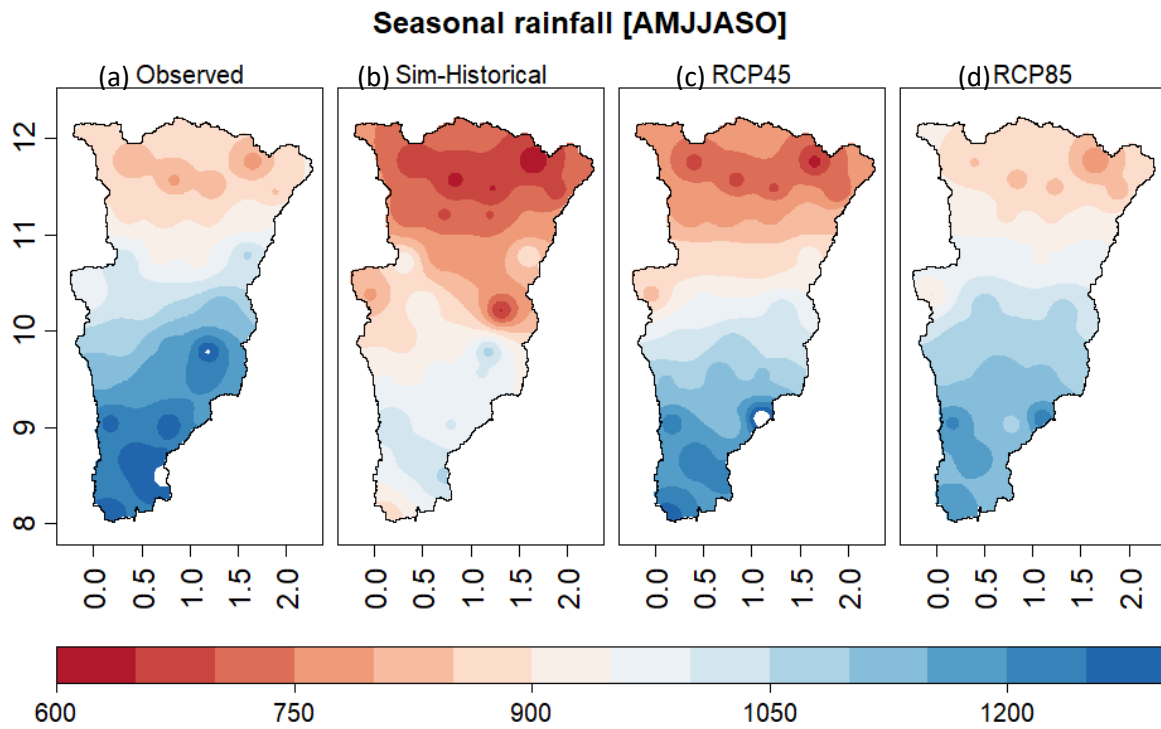 Seasonal rainfall [AMJJASO]
(a) Observed
(b) Sim-Historical
(c) RCP45
(d) RCP85
12
11
10
9
8
0.0 0.5 1.0 1.5 2.0
0.0 0.5 1.0 1.5 2.0
0.0 0.5 1.0 1.5 2.0
0.0 0.5 1.0 1.5 2.0
600 750 900 1050 1200